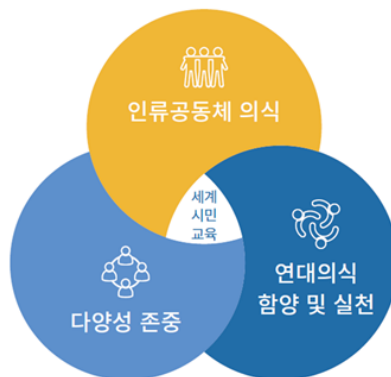 인류공동체 의식
세계
시민
교육
다양성 존중
연대의식
함양 및 실천